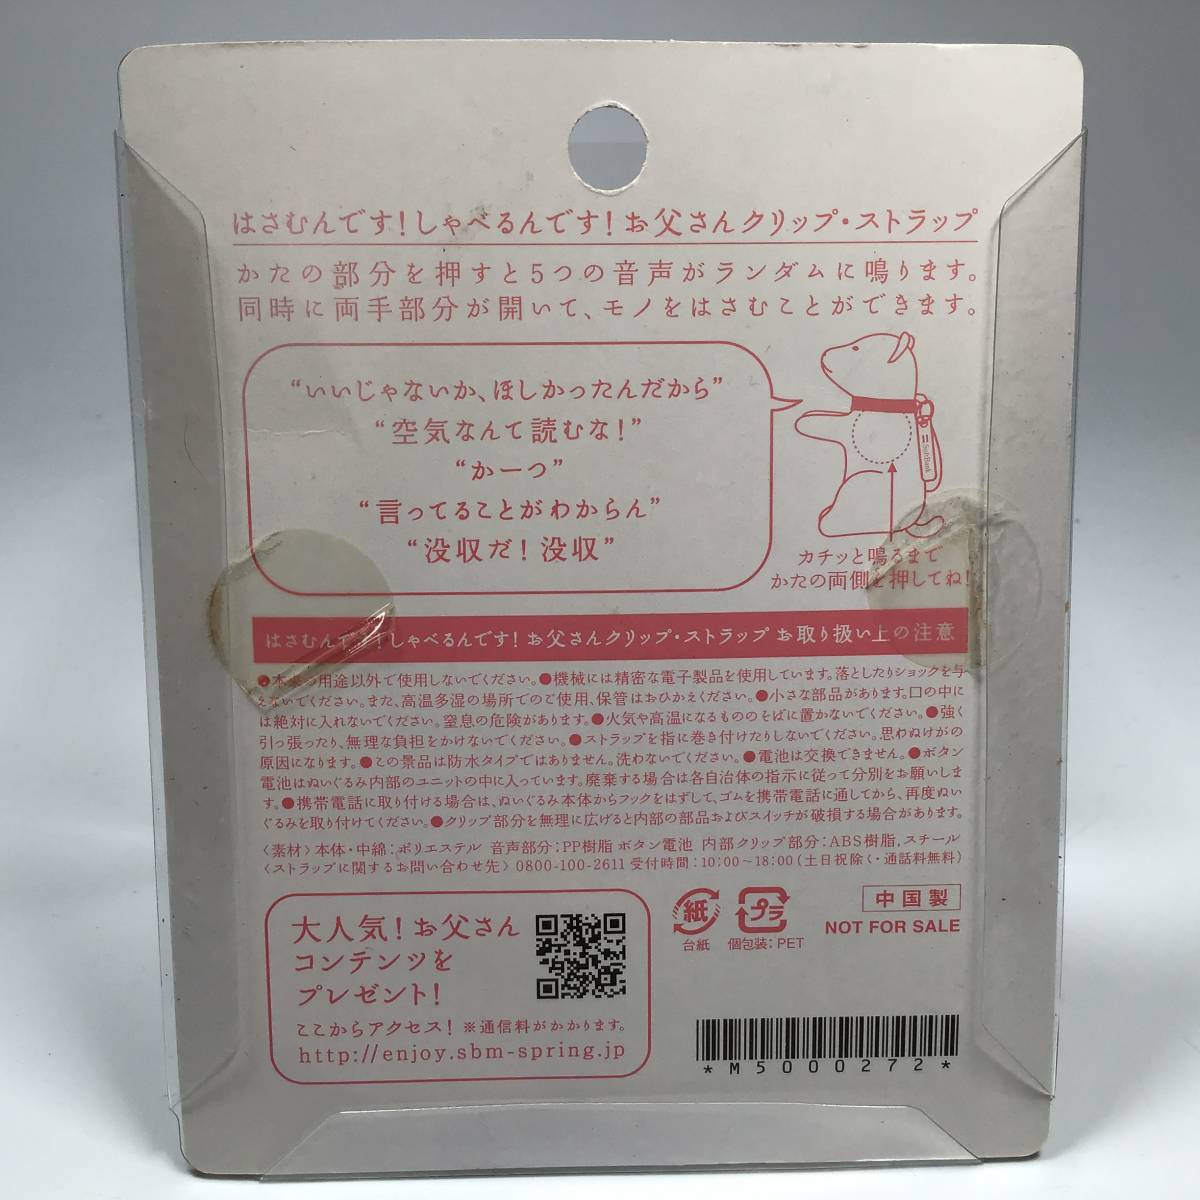 はさむんです!しゃべるんです!お父さんクリップ・ストラップ
かたの部分を押すと5つの音声がランダムに鳴ります。
同時に両手部分が開いて、モノをはさむことができます。
“いいじゃないか、ほしかったんだから”
“空気なんて読むな!”
“かーつ”
“言ってることがわからん”
“没収だ!没収”
SoftBank
カチッと鳴るまで
かたの両側を押してね!
はさむんです!しゃべるんです!お父さんクリップ・ストラップ お取り扱い上の注意
●本来の用途以外で使用しないでください。●機械には精密な電子製品を使用しています。落としたりショックを与
えないでください。また、高温多湿の場所でのご使用、保管はおひかえください。●小さな部品があります。口の中に
は絶対に入れないでください。窒息の危険があります。●火気や高温になるもののそばに置かないでください。●強く
引っ張ったり、無理な負担をかけないでください。●ストラップを指に巻き付けたりしないでください。思わぬけがの
原因になります。●この景品は防水タイプではありません。洗わないでください。●電池は交換できません。●ボタン
電池はぬいぐるみ内部のユニットの中に入っています。廃棄する場合は各自治体の指示に従って分別をお願いしま
す。●携帯電話に取り付ける場合は、ぬいぐるみ本体からフックをはずして、ゴムを携帯電話に通してから、再度ぬい
ぐるみを取り付けてください。●クリップ部分を無理に広げると内部の部品およびスイッチが破損する場合があります。
〈素材〉本体・中綿:ポリエステル 音声部分:PP樹脂 ボタン電池 内部クリップ部分:ABS樹脂,スチール
〈ストラップに関するお問い合わせ先〉0800-100-2611 受付時間:10:00〜18:00(土日祝除く・通話料無料)
大人気!お父さん
コンテンツを
プレゼント!
ここからアクセス!※通信料がかかります。
http://enjoy.sbm-spring.jp
紙
台紙
プラ
個包装:PET
中国製
NOT FOR SALE
*M5000272*